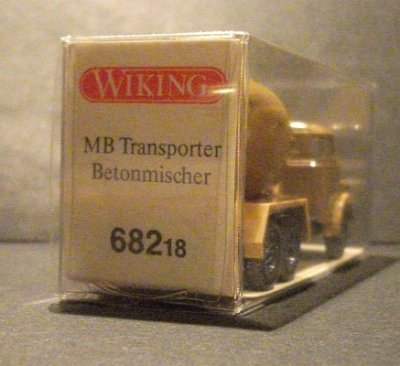 WIKING
MB Transporter
Betonmischer
68218